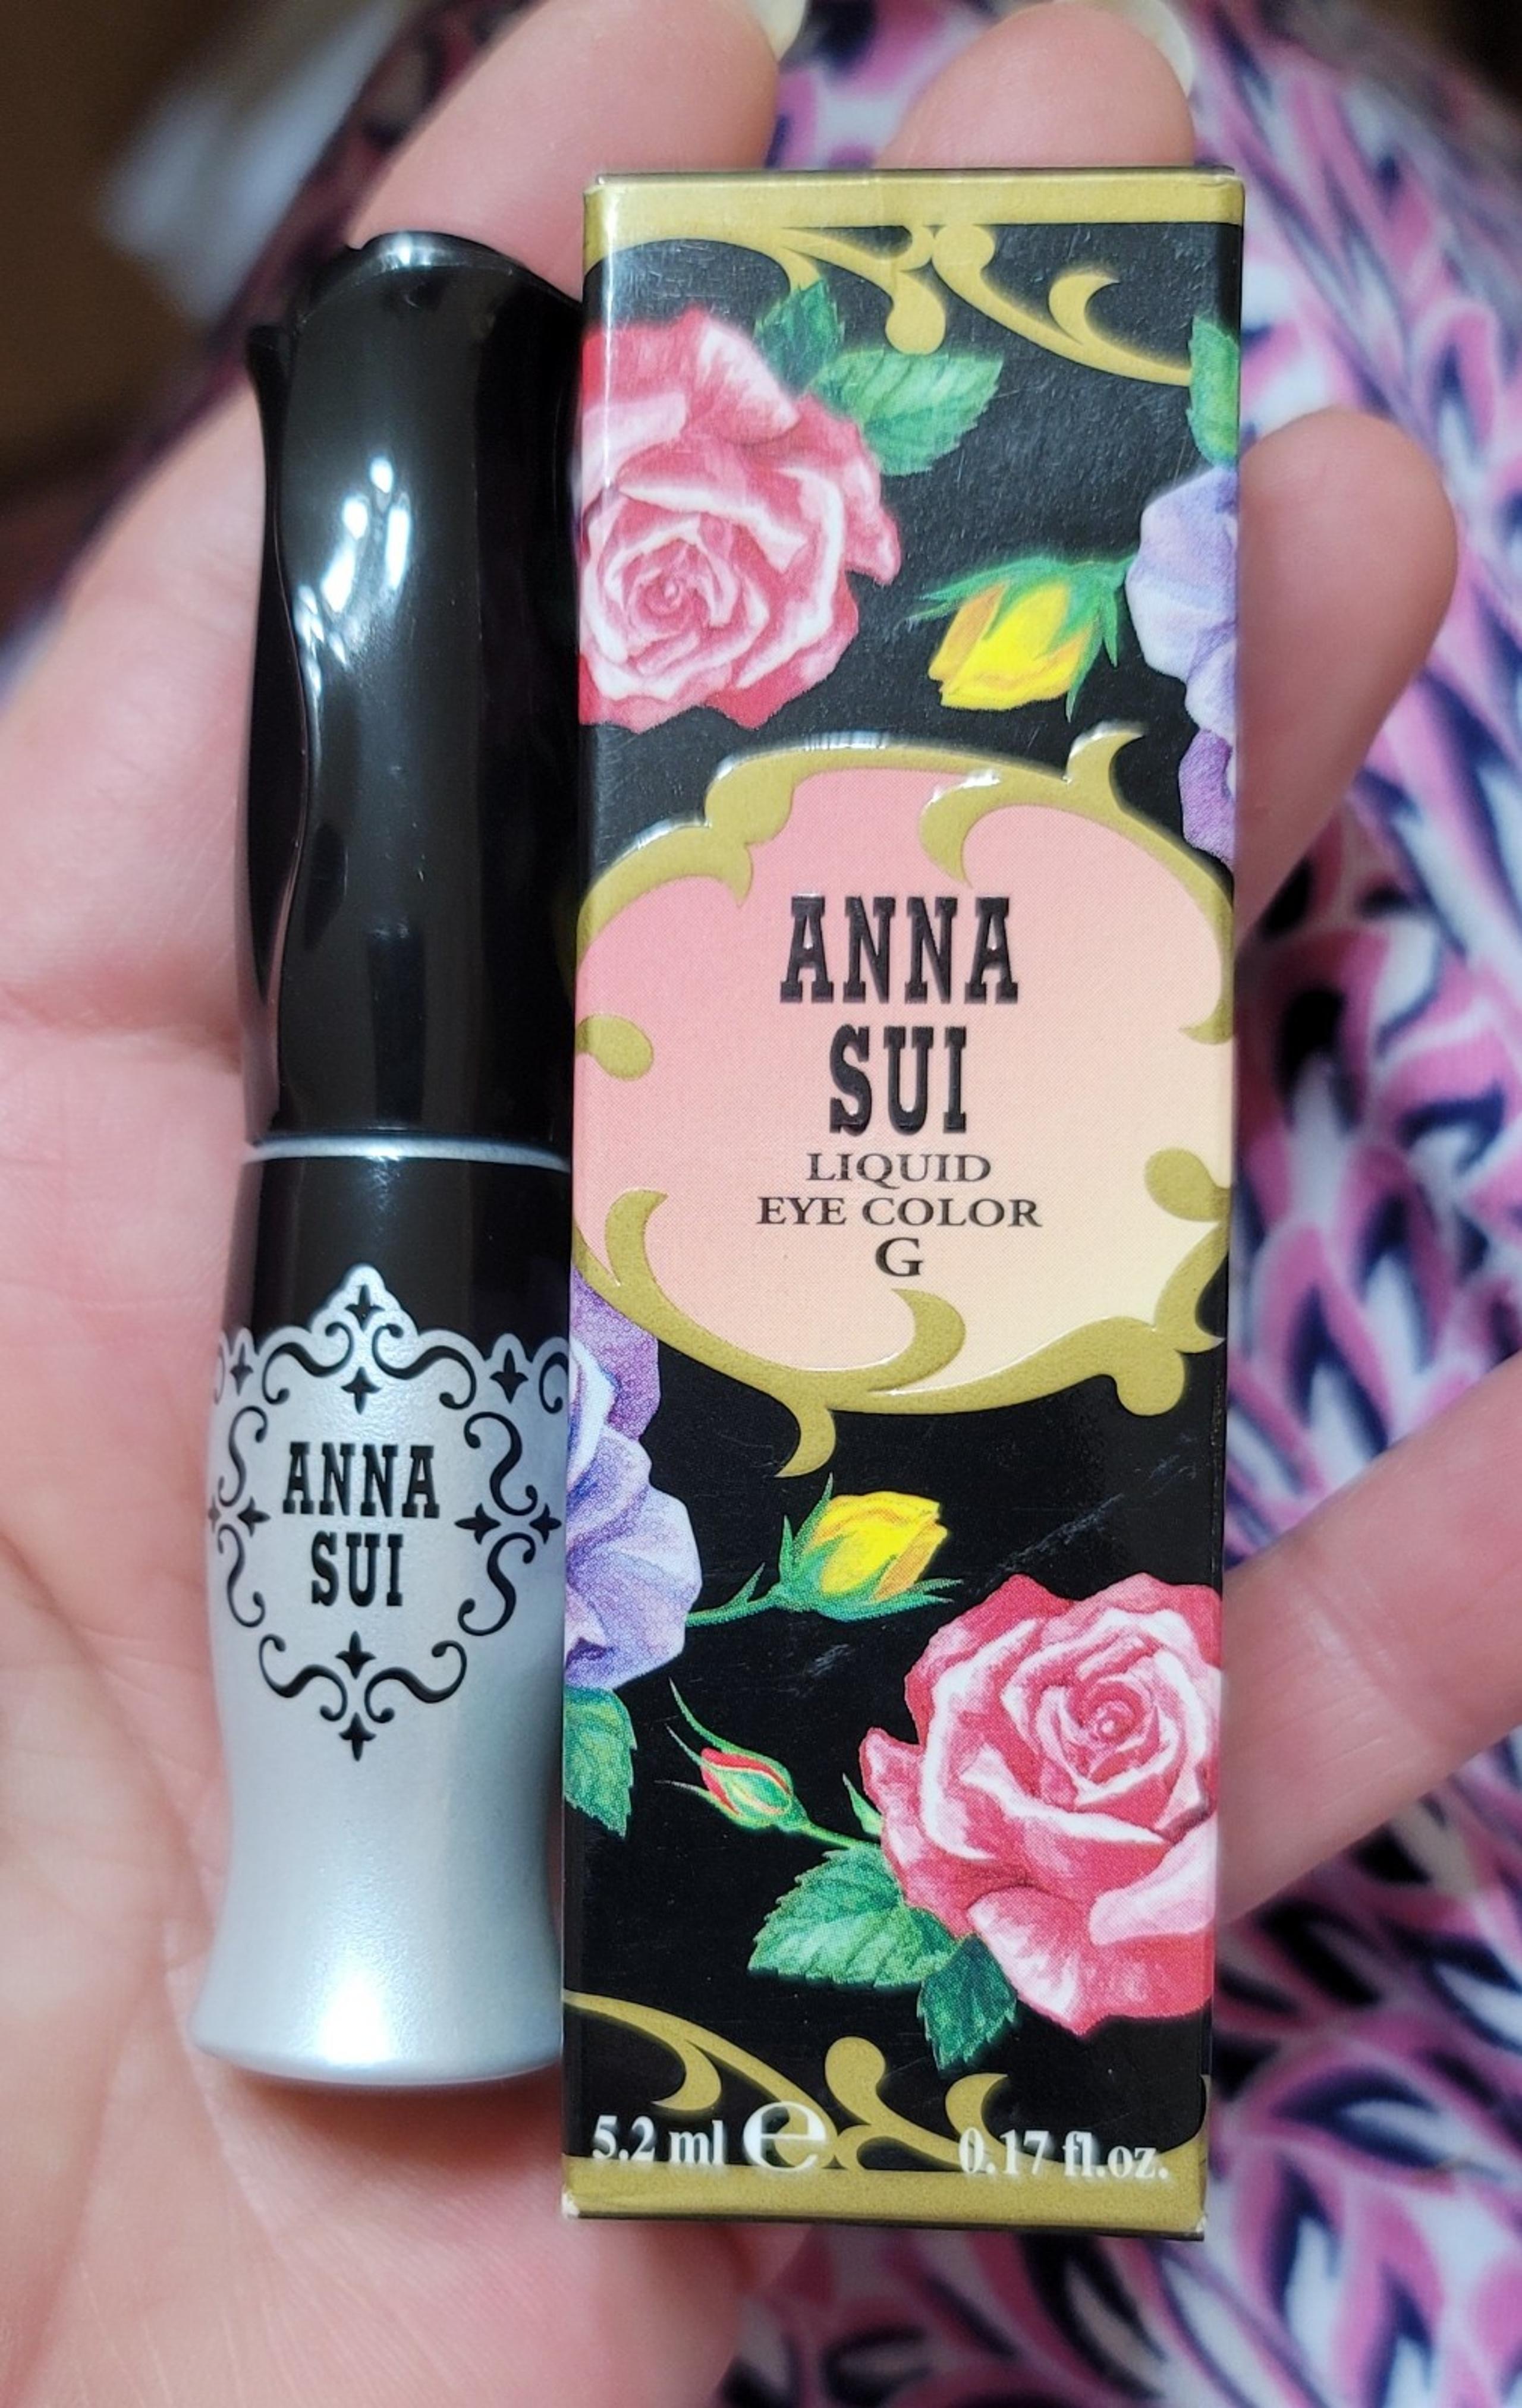 ANNA
SUI
ANNA
SUI
LIQUID
EYE COLOR
G
5.2 ml e 0.17 fl.oz.